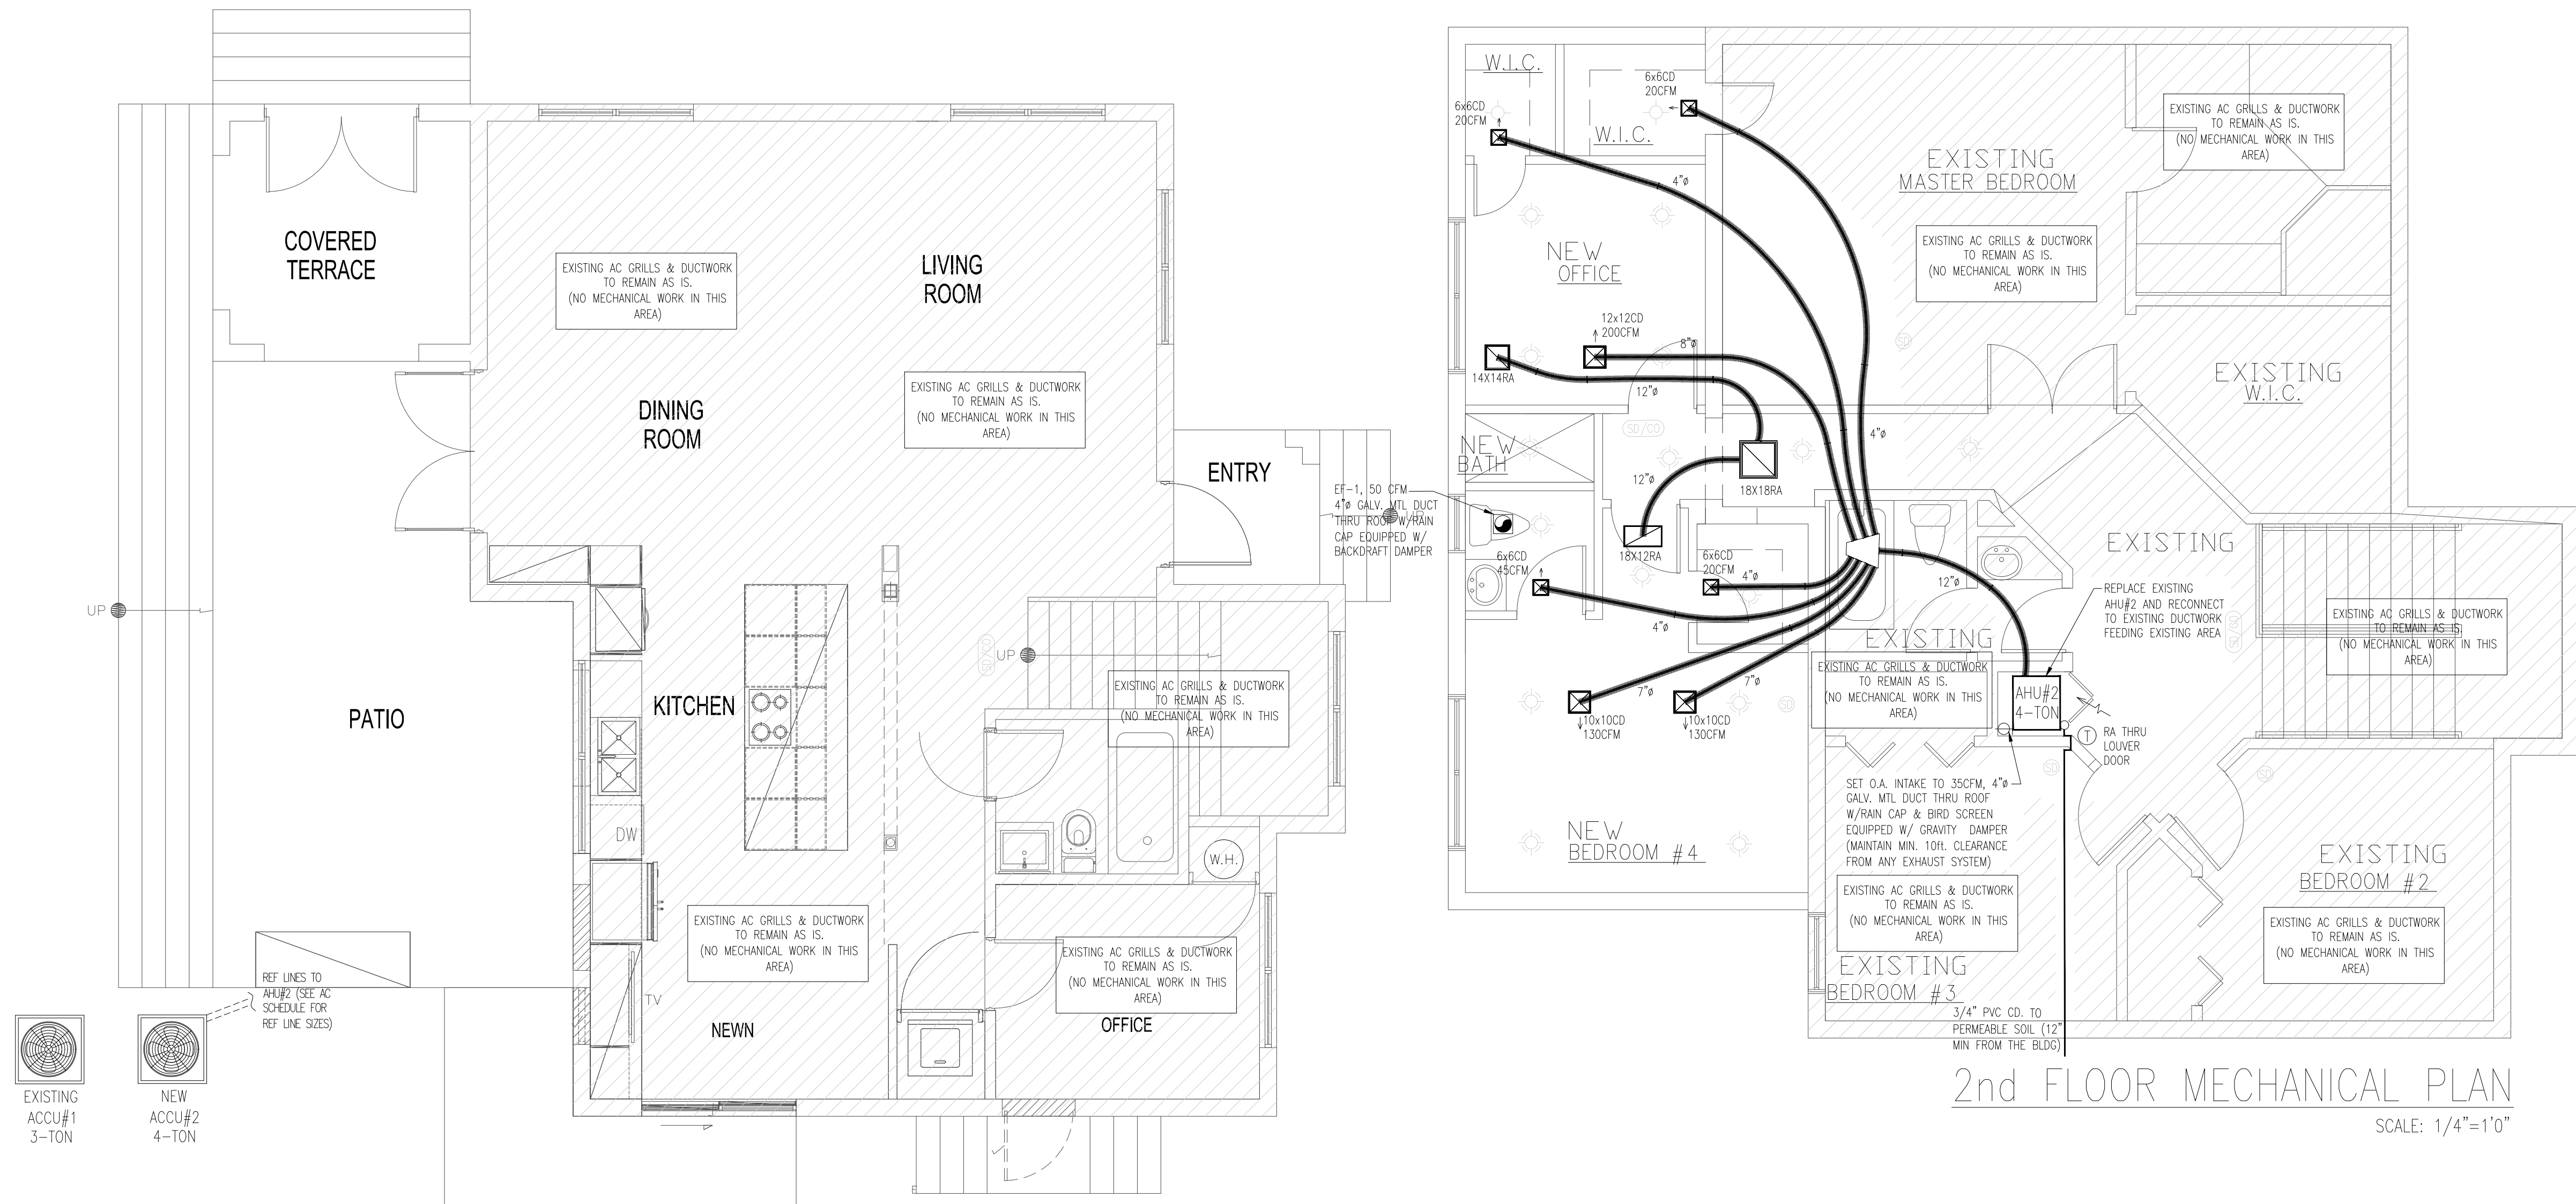 COVERED
TERRACE
EXISTING AC GRILLS & DUCTWORK
TO REMAIN AS IS.
(NO MECHANICAL WORK IN THIS
AREA)
LIVING
ROOM
EXISTING AC GRILLS & DUCTWORK
TO REMAIN AS IS.
(NO MECHANICAL WORK IN THIS
AREA)
DINING
ROOM
ENTRY
UP
UP
UP
PATIO
KITCHEN
DW
TV
EXISTING AC GRILLS & DUCTWORK
TO REMAIN AS IS.
(NO MECHANICAL WORK IN THIS
AREA)
SD/CO
W.H.
EXISTING AC GRILLS & DUCTWORK
TO REMAIN AS IS.
(NO MECHANICAL WORK IN THIS
AREA)
EXISTING AC GRILLS & DUCTWORK
TO REMAIN AS IS.
(NO MECHANICAL WORK IN THIS
AREA)
NEWN
OFFICE
REF LINES TO
AHU#2 (SEE AC
SCHEDULE FOR
REF LINE SIZES)
EXISTING
ACCU#1
3-TON
NEW
ACCU#2
4-TON
W.I.C.
6x6CD
20CFM
6x6CD
20CFM
W.I.C.
4"ø
EXISTING
MASTER BEDROOM
EXISTING AC GRILLS & DUCTWORK
TO REMAIN AS IS.
(NO MECHANICAL WORK IN THIS
AREA)
EXISTING AC GRILLS & DUCTWORK
TO REMAIN AS IS.
(NO MECHANICAL WORK IN THIS
AREA)
NEW
OFFICE
12x12CD
200CFM
8"ø
14X14RA
12"ø
SD
EXISTING
W.I.C.
NEW
BATH
SD/CO
4"ø
12"ø
18X18RA
EF-1, 50 CFM
4"ø GALV. MTL DUCT
THRU ROOF W/RAIN
CAP EQUIPPED W/
BACKDRAFT DAMPER
18X12RA
6x6CD
45CFM
6x6CD
20CFM
4"ø
4"ø
12"ø
EXISTING
REPLACE EXISTING
AHU#2 AND RECONNECT
TO EXISTING DUCTWORK
FEEDING EXISTING AREA
SD/CO
EXISTING AC GRILLS & DUCTWORK
TO REMAIN AS IS.
(NO MECHANICAL WORK IN THIS
AREA)
EXISTING
EXISTING AC GRILLS & DUCTWORK
TO REMAIN AS IS.
(NO MECHANICAL WORK IN THIS
AREA)
AHU#2
4-TON
7"ø
7"ø
10x10CD
130CFM
10x10CD
130CFM
SD
T
RA THRU
LOUVER
DOOR
SD
SD
SET O.A. INTAKE TO 35CFM, 4"ø
GALV. MTL DUCT THRU ROOF
W/RAIN CAP & BIRD SCREEN
EQUIPPED W/ GRAVITY DAMPER
(MAINTAIN MIN. 10ft. CLEARANCE
FROM ANY EXHAUST SYSTEM)
NEW
BEDROOM #4
EXISTING AC GRILLS & DUCTWORK
TO REMAIN AS IS.
(NO MECHANICAL WORK IN THIS
AREA)
EXISTING
BEDROOM #2
EXISTING AC GRILLS & DUCTWORK
TO REMAIN AS IS.
(NO MECHANICAL WORK IN THIS
AREA)
EXISTING
BEDROOM #3
3/4" PVC CD. TO
PERMEABLE SOIL (12"
MIN FROM THE BLDG)
2nd FLOOR MECHANICAL PLAN
SCALE: 1/4"=1'0"